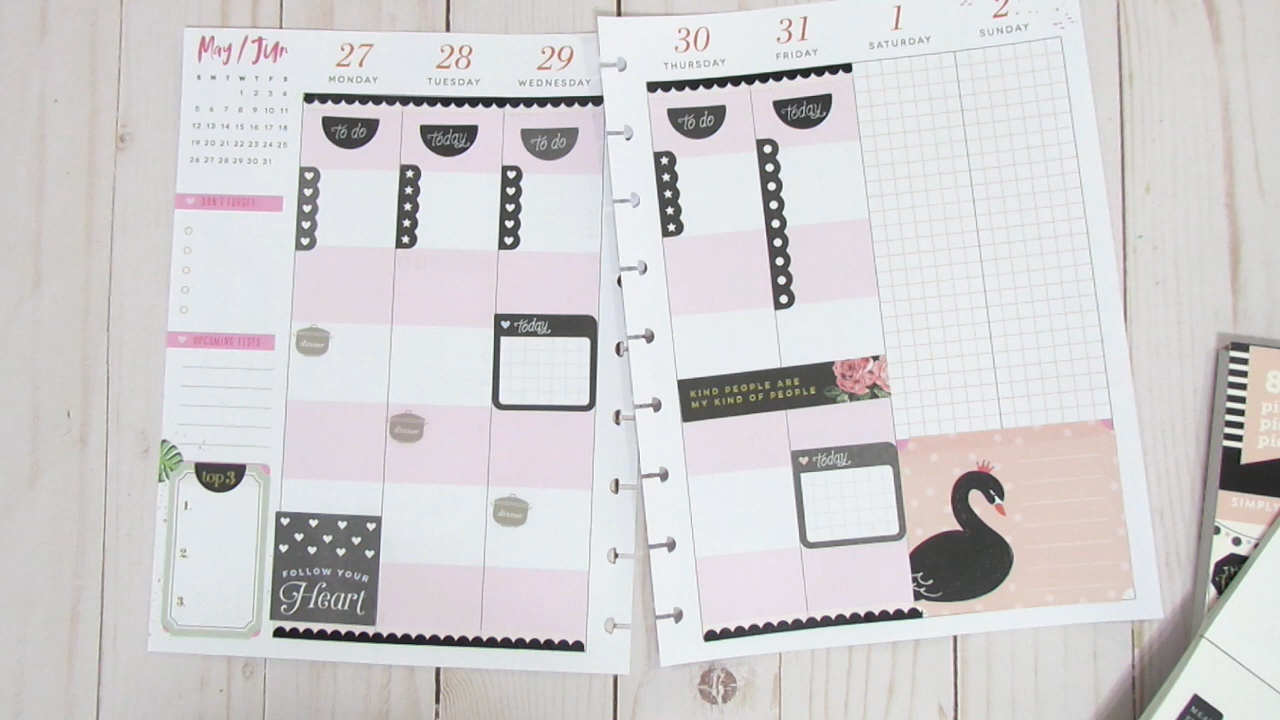 May/Jun
S M T W T F S
1 2 3 4
5 6 7 8 9 10 11
12 13 14 15 16 17 18
19 20 21 22 23 24 25
26 27 28 29 30 31
DON'T FORGET
UPCOMING TESTS
top 3
1.
2.
3.
27
MONDAY
28
TUESDAY
29
WEDNESDAY
to do
today
to do
dinner
today
dinner
dinner
FOLLOW YOUR
Heart
30
THURSDAY
31
FRIDAY
1
SATURDAY
2
SUNDAY
to do
today
KIND PEOPLE ARE
MY KIND OF PEOPLE
today
8
SIMPLY